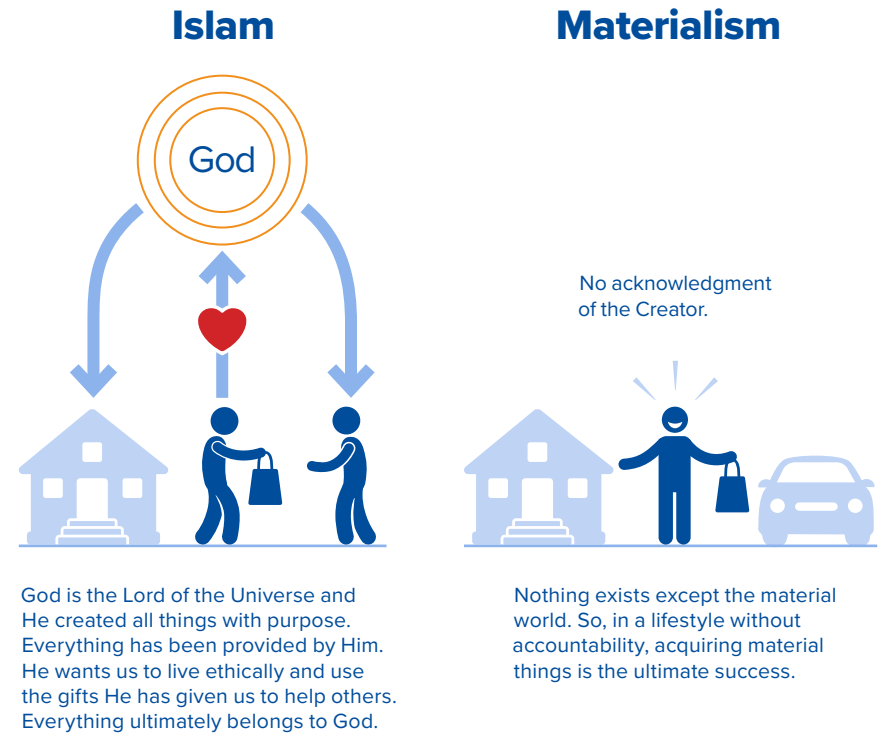 Islam
God
God is the Lord of the Universe and
He created all things with purpose.
Everything has been provided by Him.
He wants us to live ethically and use
the gifts He has given us to help others.
Everything ultimately belongs to God.
Materialism
No acknowledgment
of the Creator.
Nothing exists except the material
world. So, in a lifestyle without
accountability, acquiring material
things is the ultimate success.